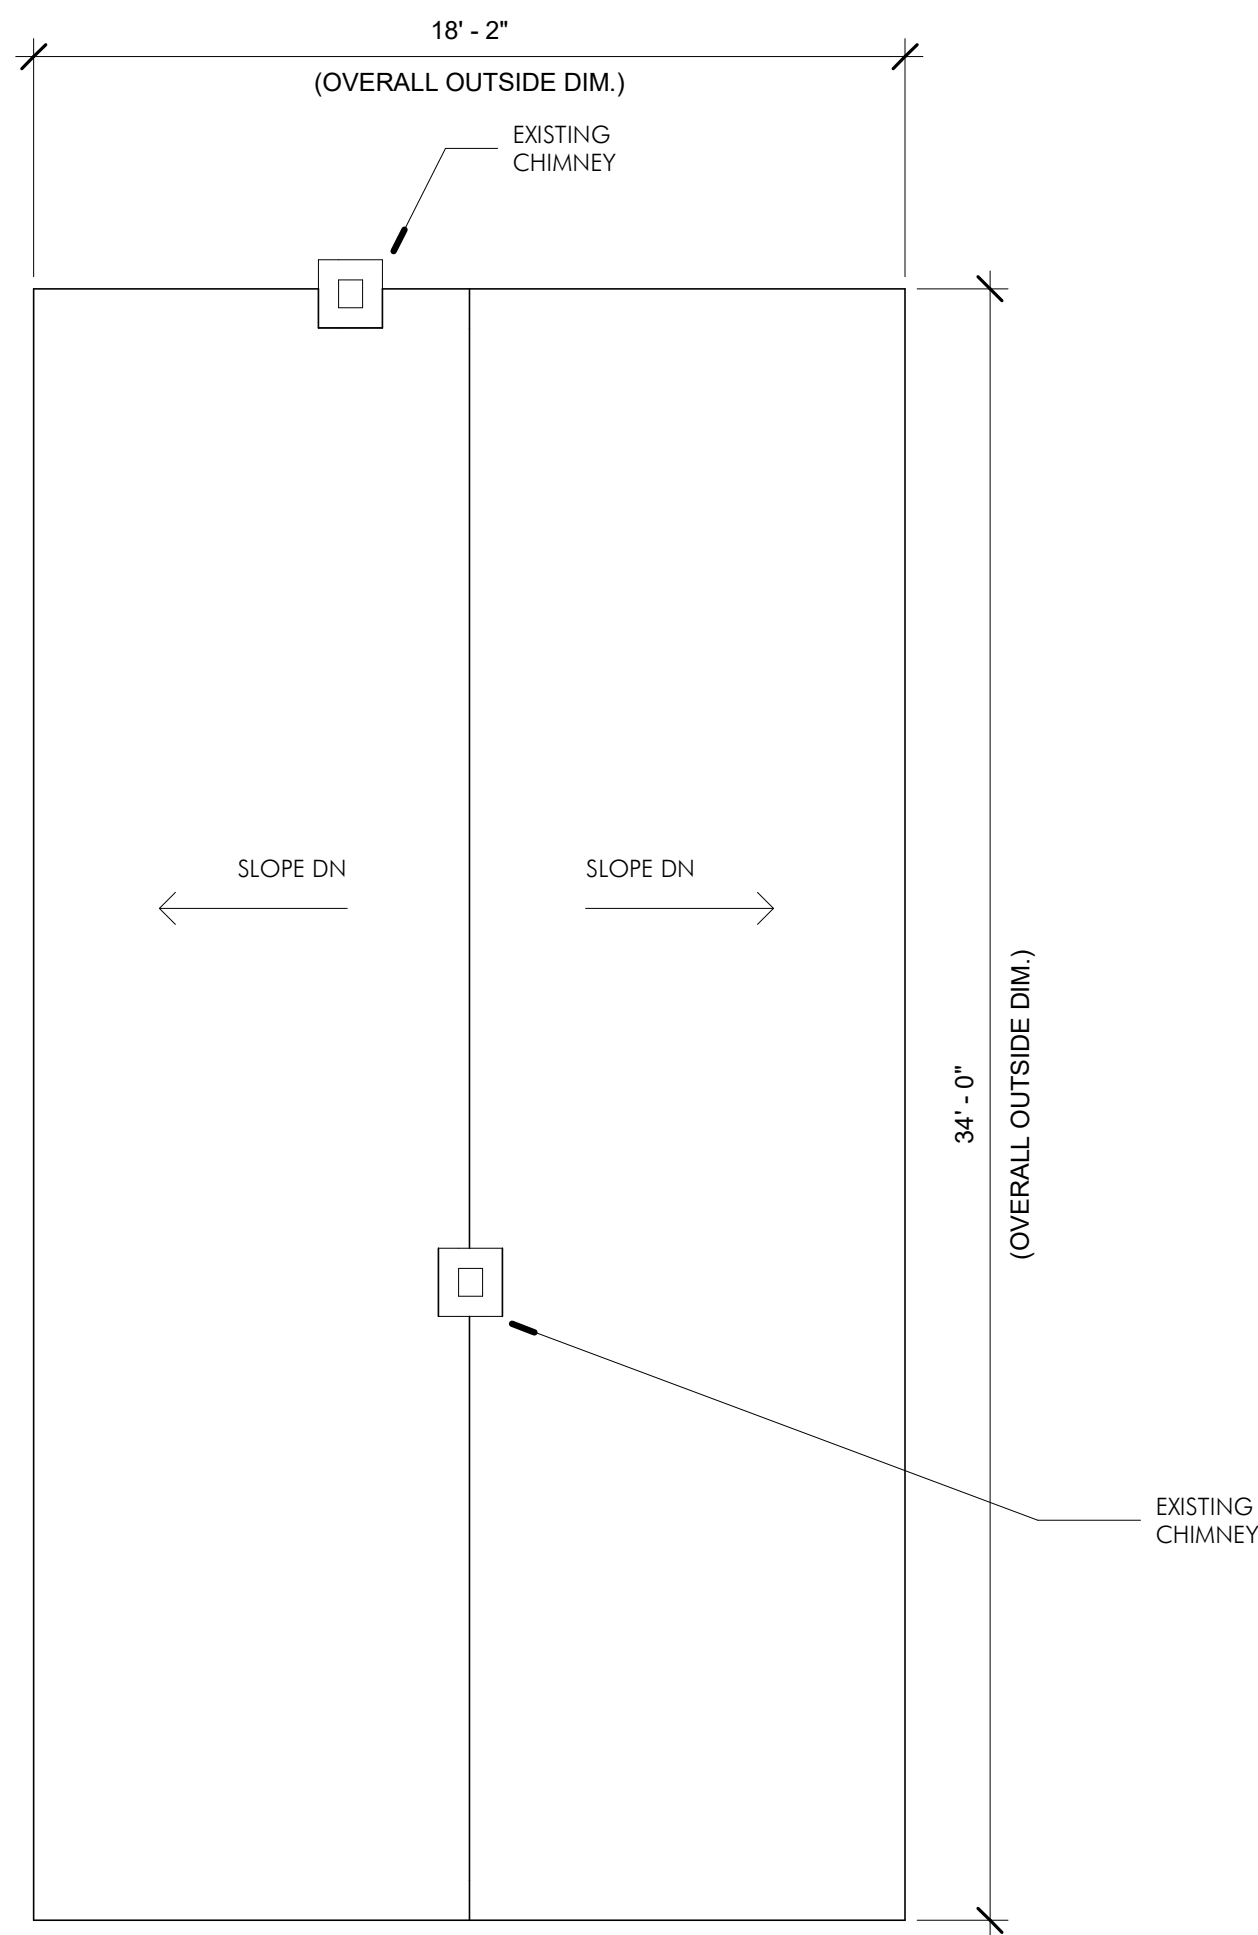 18' - 2"
(OVERALL OUTSIDE DIM.)
EXISTING
CHIMNEY
SLOPE DN
SLOPE DN
34' - 0"
(OVERALL OUTSIDE DIM.)
EXISTING
CHIMNEY